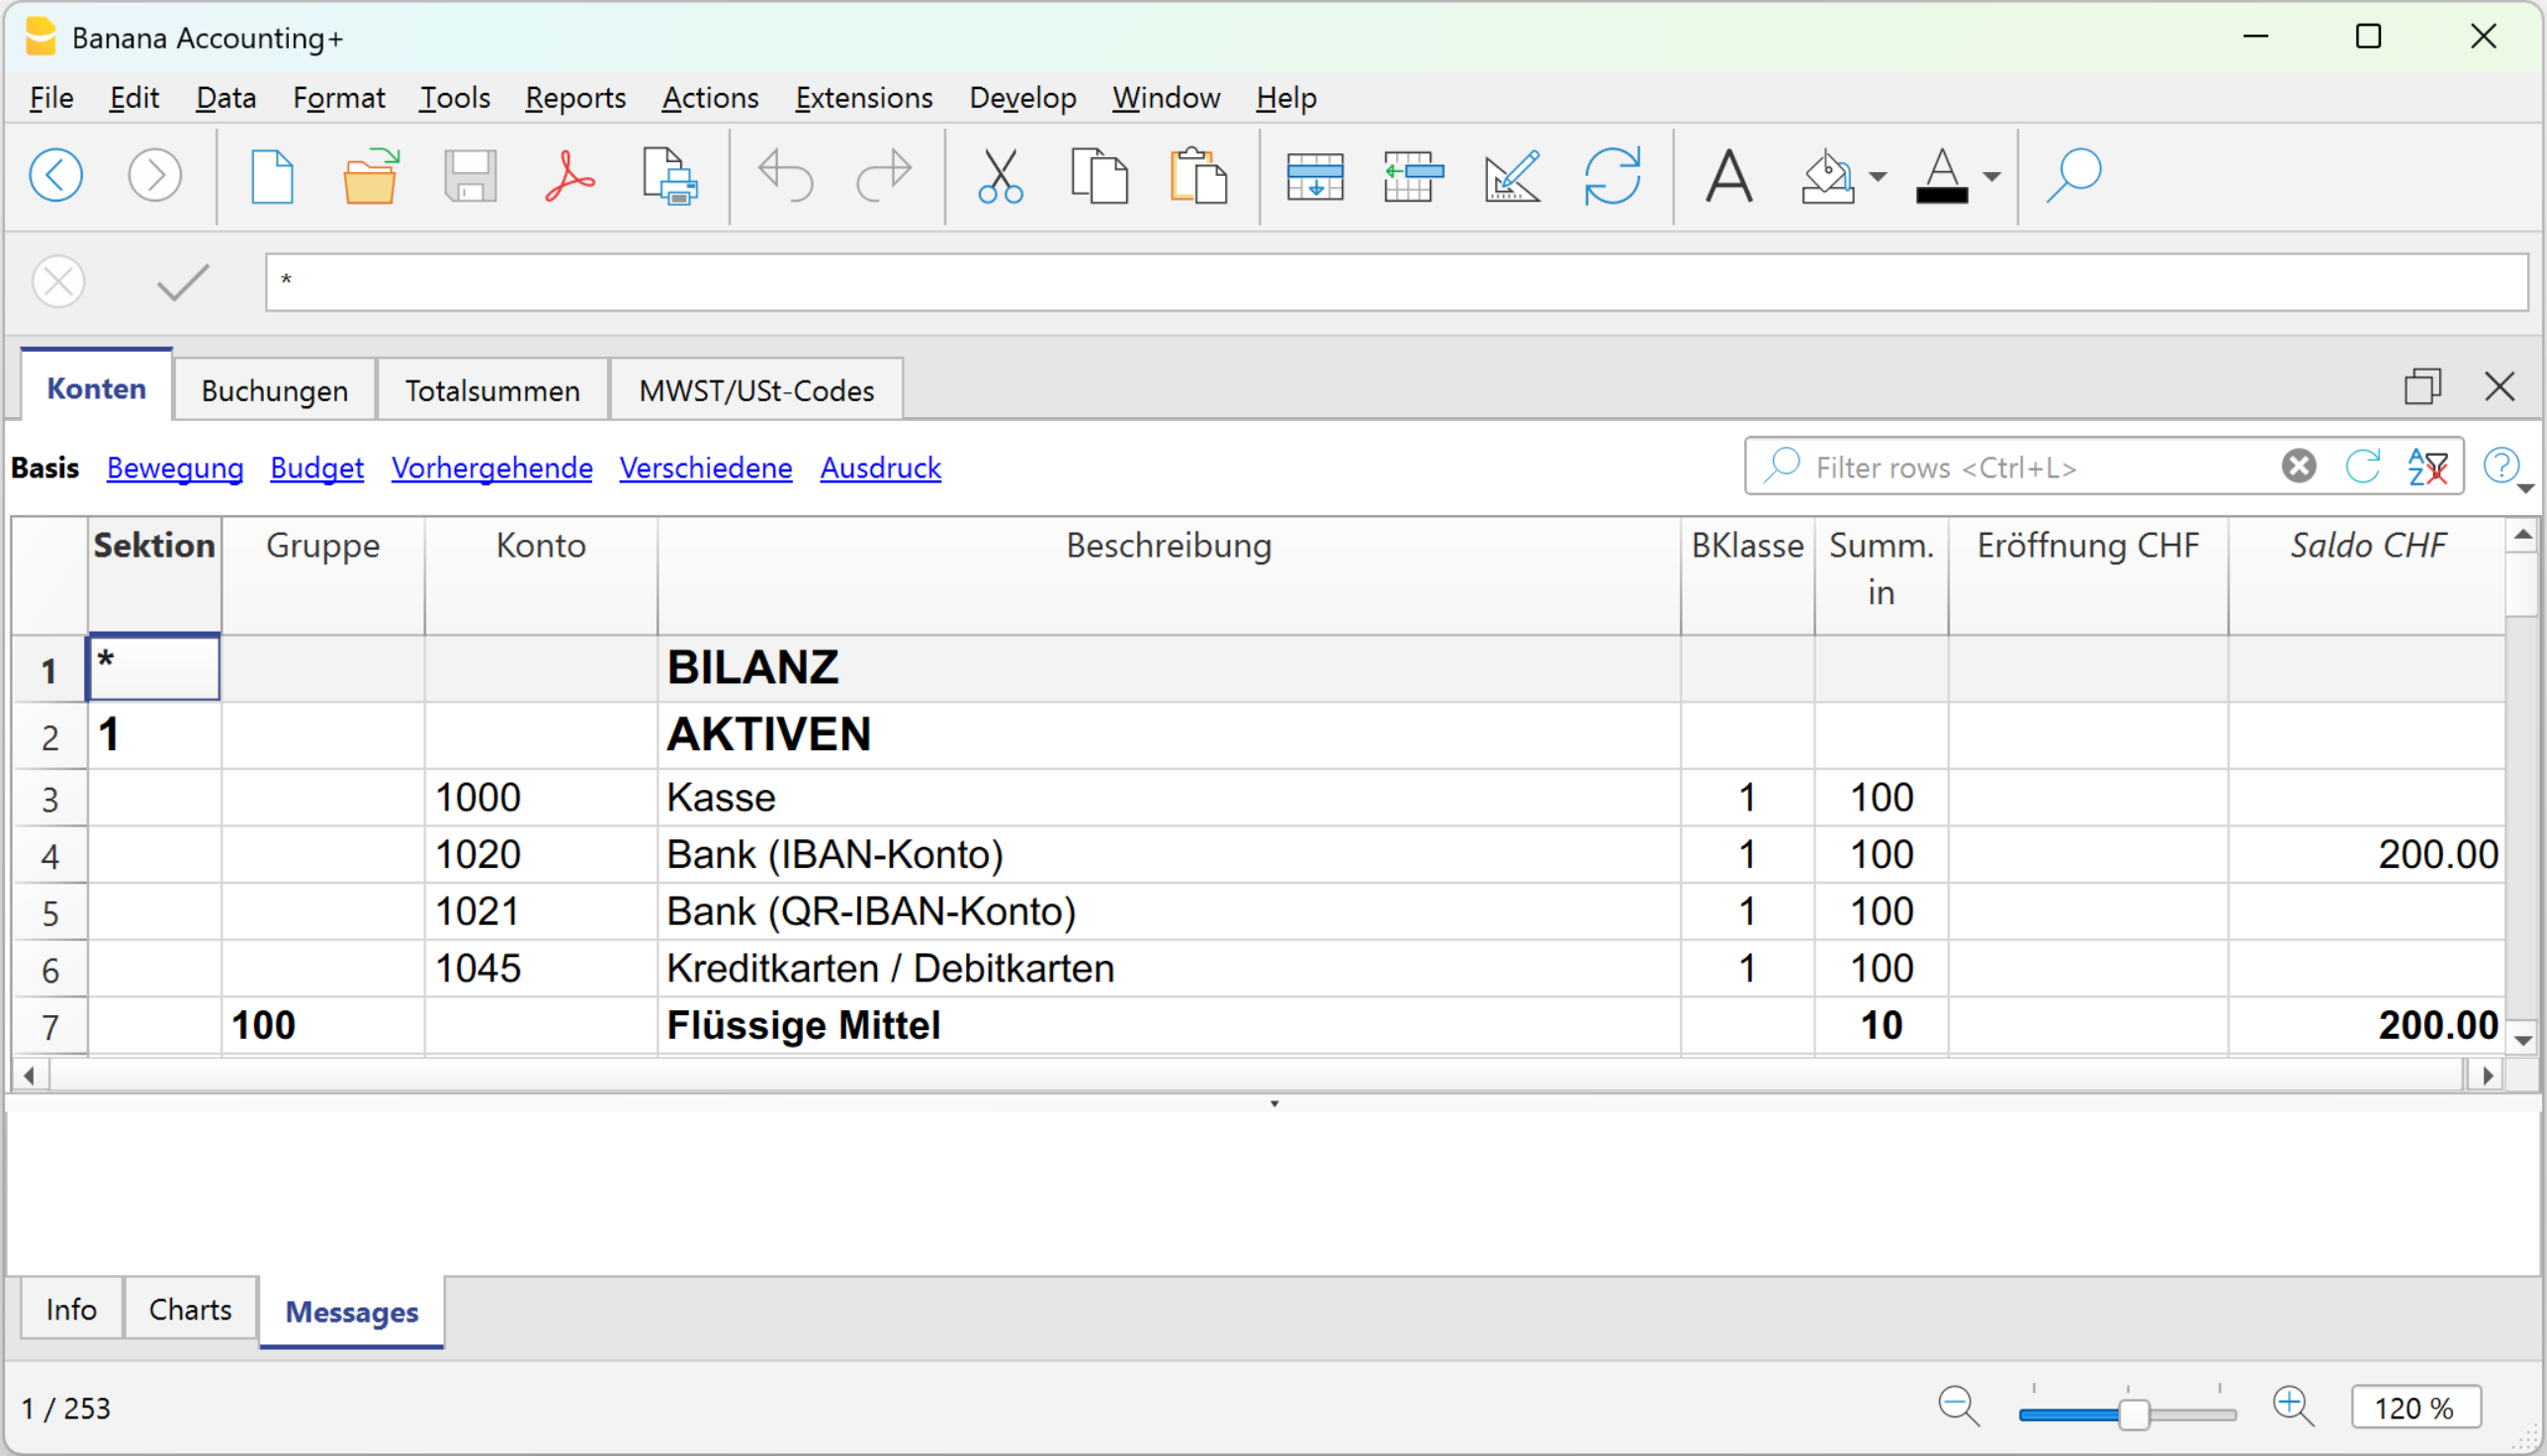 Banana Accounting+
File Edit Data Format Tools Reports Actions Extensions Develop Window Help
*
Konten Buchungen Totalsummen MWST/USt-Codes
Basis Bewegung Budget Vorhergehende Verschiedene Ausdruck Filter rows <Ctrl+L>
Sektion Gruppe Konto Beschreibung BKlasse Summ. in Eröffnung CHF Saldo CHF
1 * BILANZ
2 1 AKTIVEN
3 1000 Kasse 1 100
4 1020 Bank (IBAN-Konto) 1 100 200.00
5 1021 Bank (QR-IBAN-Konto) 1 100
6 1045 Kreditkarten / Debitkarten 1 100
7 100 Flüssige Mittel 10 200.00
Info Charts Messages
1 / 253 120 %